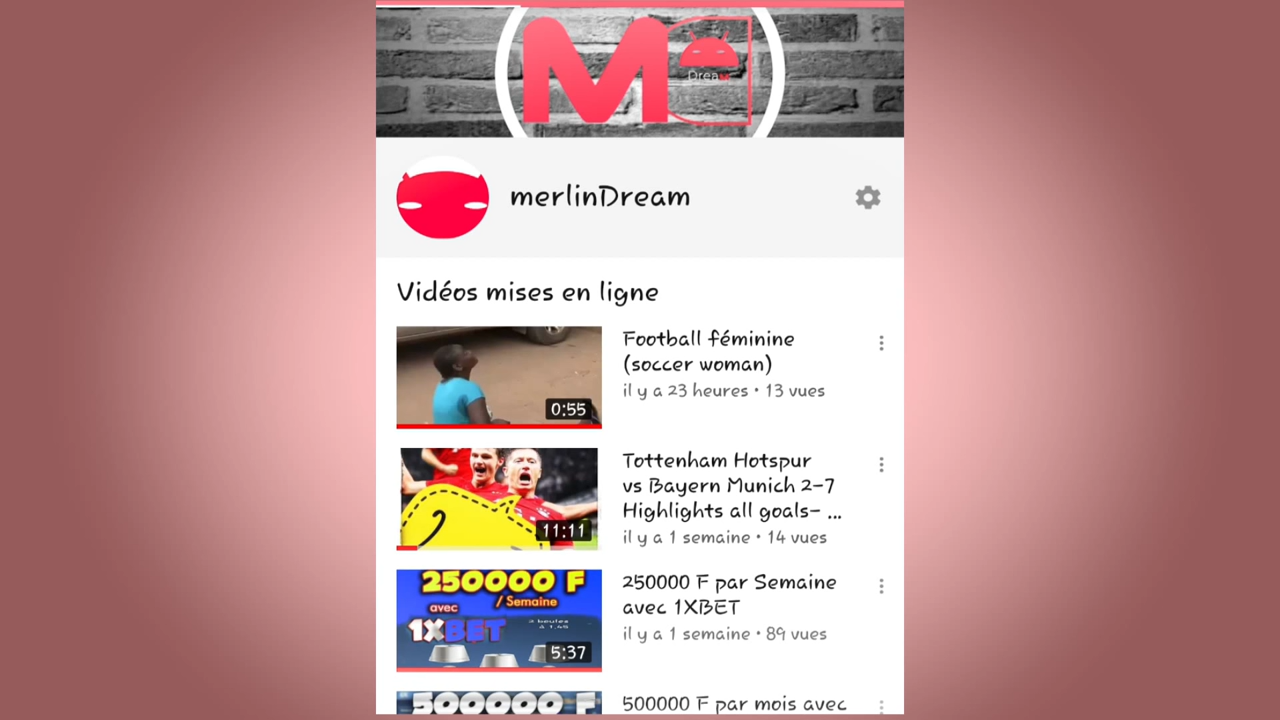 M
Dream
merlinDream
Vidéos mises en ligne
0:55
Football féminine
(soccer woman)
il y a 23 heures • 13 vues
2
11:11
Tottenham Hotspur
vs Bayern Munich 2-7
Highlights all goals- ...
il y a 1 semaine • 14 vues
250000 F
/ Semaine
avec
1XBET
5:37
250000 F par Semaine
avec 1XBET
il y a 1 semaine • 89 vues
500000 F
500000 F par mois avec